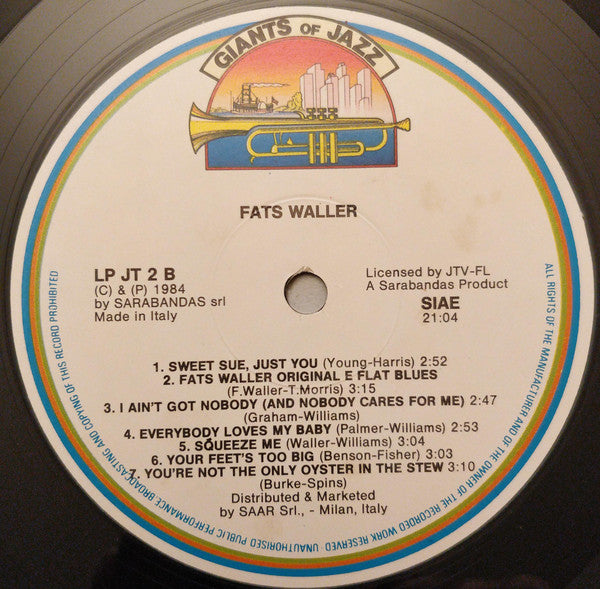 GIANTS OF JAZZ
FATS WALLER
LP JT 2 B
(C) & (P) 1984
by SARABANDAS srl
Made in Italy
Licensed by JTV-FL
A Sarabandas Product
SIAE
21:04
1. SWEET SUE, JUST YOU (Young-Harris) 2:52
2. FATS WALLER ORIGINAL E FLAT BLUES
(F.Waller-T.Morris) 3:15
3. I AIN'T GOT NOBODY (AND NOBODY CARES FOR ME) 2:47
(Graham-Williams)
4. EVERYBODY LOVES MY BABY (Palmer-Williams) 2:53
5. SQUEEZE ME (Waller-Williams) 3:04
6. YOUR FEET'S TOO BIG (Benson-Fisher) 3:03
7. YOU'RE NOT THE ONLY OYSTER IN THE STEW 3:10
(Burke-Spins)
Distributed & Marketed
by SAAR Srl., - Milan, Italy
ALL RIGHTS OF THE MANUFACTURER AND OF THE OWNER OF THE RECORDED WORK RESERVED UNAUTHORISED PUBLIC PERFORMANCE BROADCASTING AND COPYING OF THIS RECORD PROHIBITED